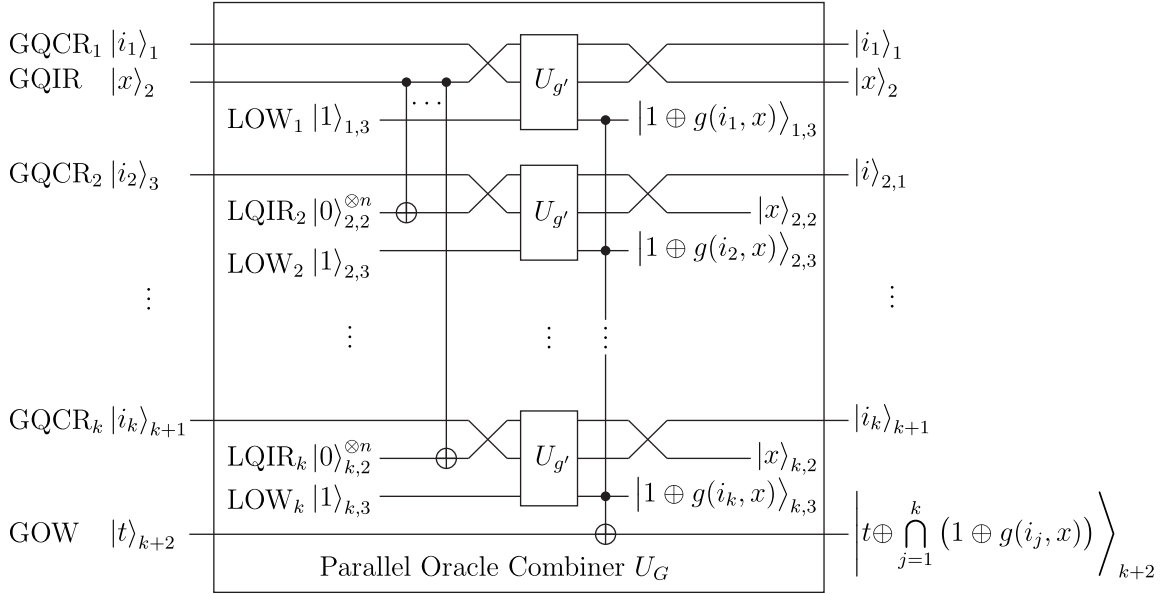 GQCR₁ |i₁⟩₁ |i₁⟩₁
GQIR |x⟩₂ … U_{g′} |x⟩₂
LOW₁ |1⟩_{1,3} |1 ⊕ g(i₁, x)⟩_{1,3}
GQCR₂ |i₂⟩₃ |i⟩_{2,1}
LQIR₂ |0⟩^{⊗n}_{2,2} U_{g′} |x⟩_{2,2}
LOW₂ |1⟩_{2,3} |1 ⊕ g(i₂, x)⟩_{2,3}
⋮ ⋮
⋮ ⋮ ⋮
GQCR_k |i_k⟩_{k+1} |i_k⟩_{k+1}
LQIR_k |0⟩^{⊗n}_{k,2} U_{g′} |x⟩_{k,2}
LOW_k |1⟩_{k,3} |1 ⊕ g(i_k, x)⟩_{k,3}
GOW |t⟩_{k+2} |t⊕ ⋂_{j=1}^{k} (1 ⊕ g(i_j, x))⟩_{k+2}
Parallel Oracle Combiner U_G